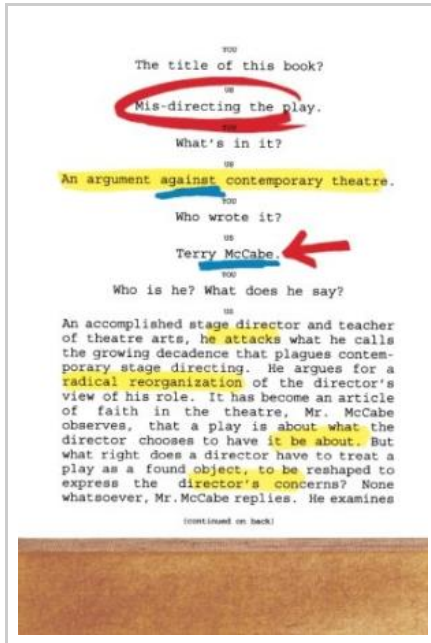 YOU
The title of this book?
US
Mis-directing the play.
YOU
What's in it?
US
An argument against contemporary theatre.
YOU
Who wrote it?
US
Terry McCabe.
YOU
Who is he? What does he say?
US
An accomplished stage director and teacher
of theatre arts, he attacks what he calls
the growing decadence that plagues contem-
porary stage directing. He argues for a
radical reorganization of the director's
view of his role. It has become an article
of faith in the theatre, Mr. McCabe
observes, that a play is about what the
director chooses to have it be about. But
what right does a director have to treat a
play as a found object, to be reshaped to
express the director's concerns? None
whatsoever, Mr. McCabe replies. He examines
(continued on back)